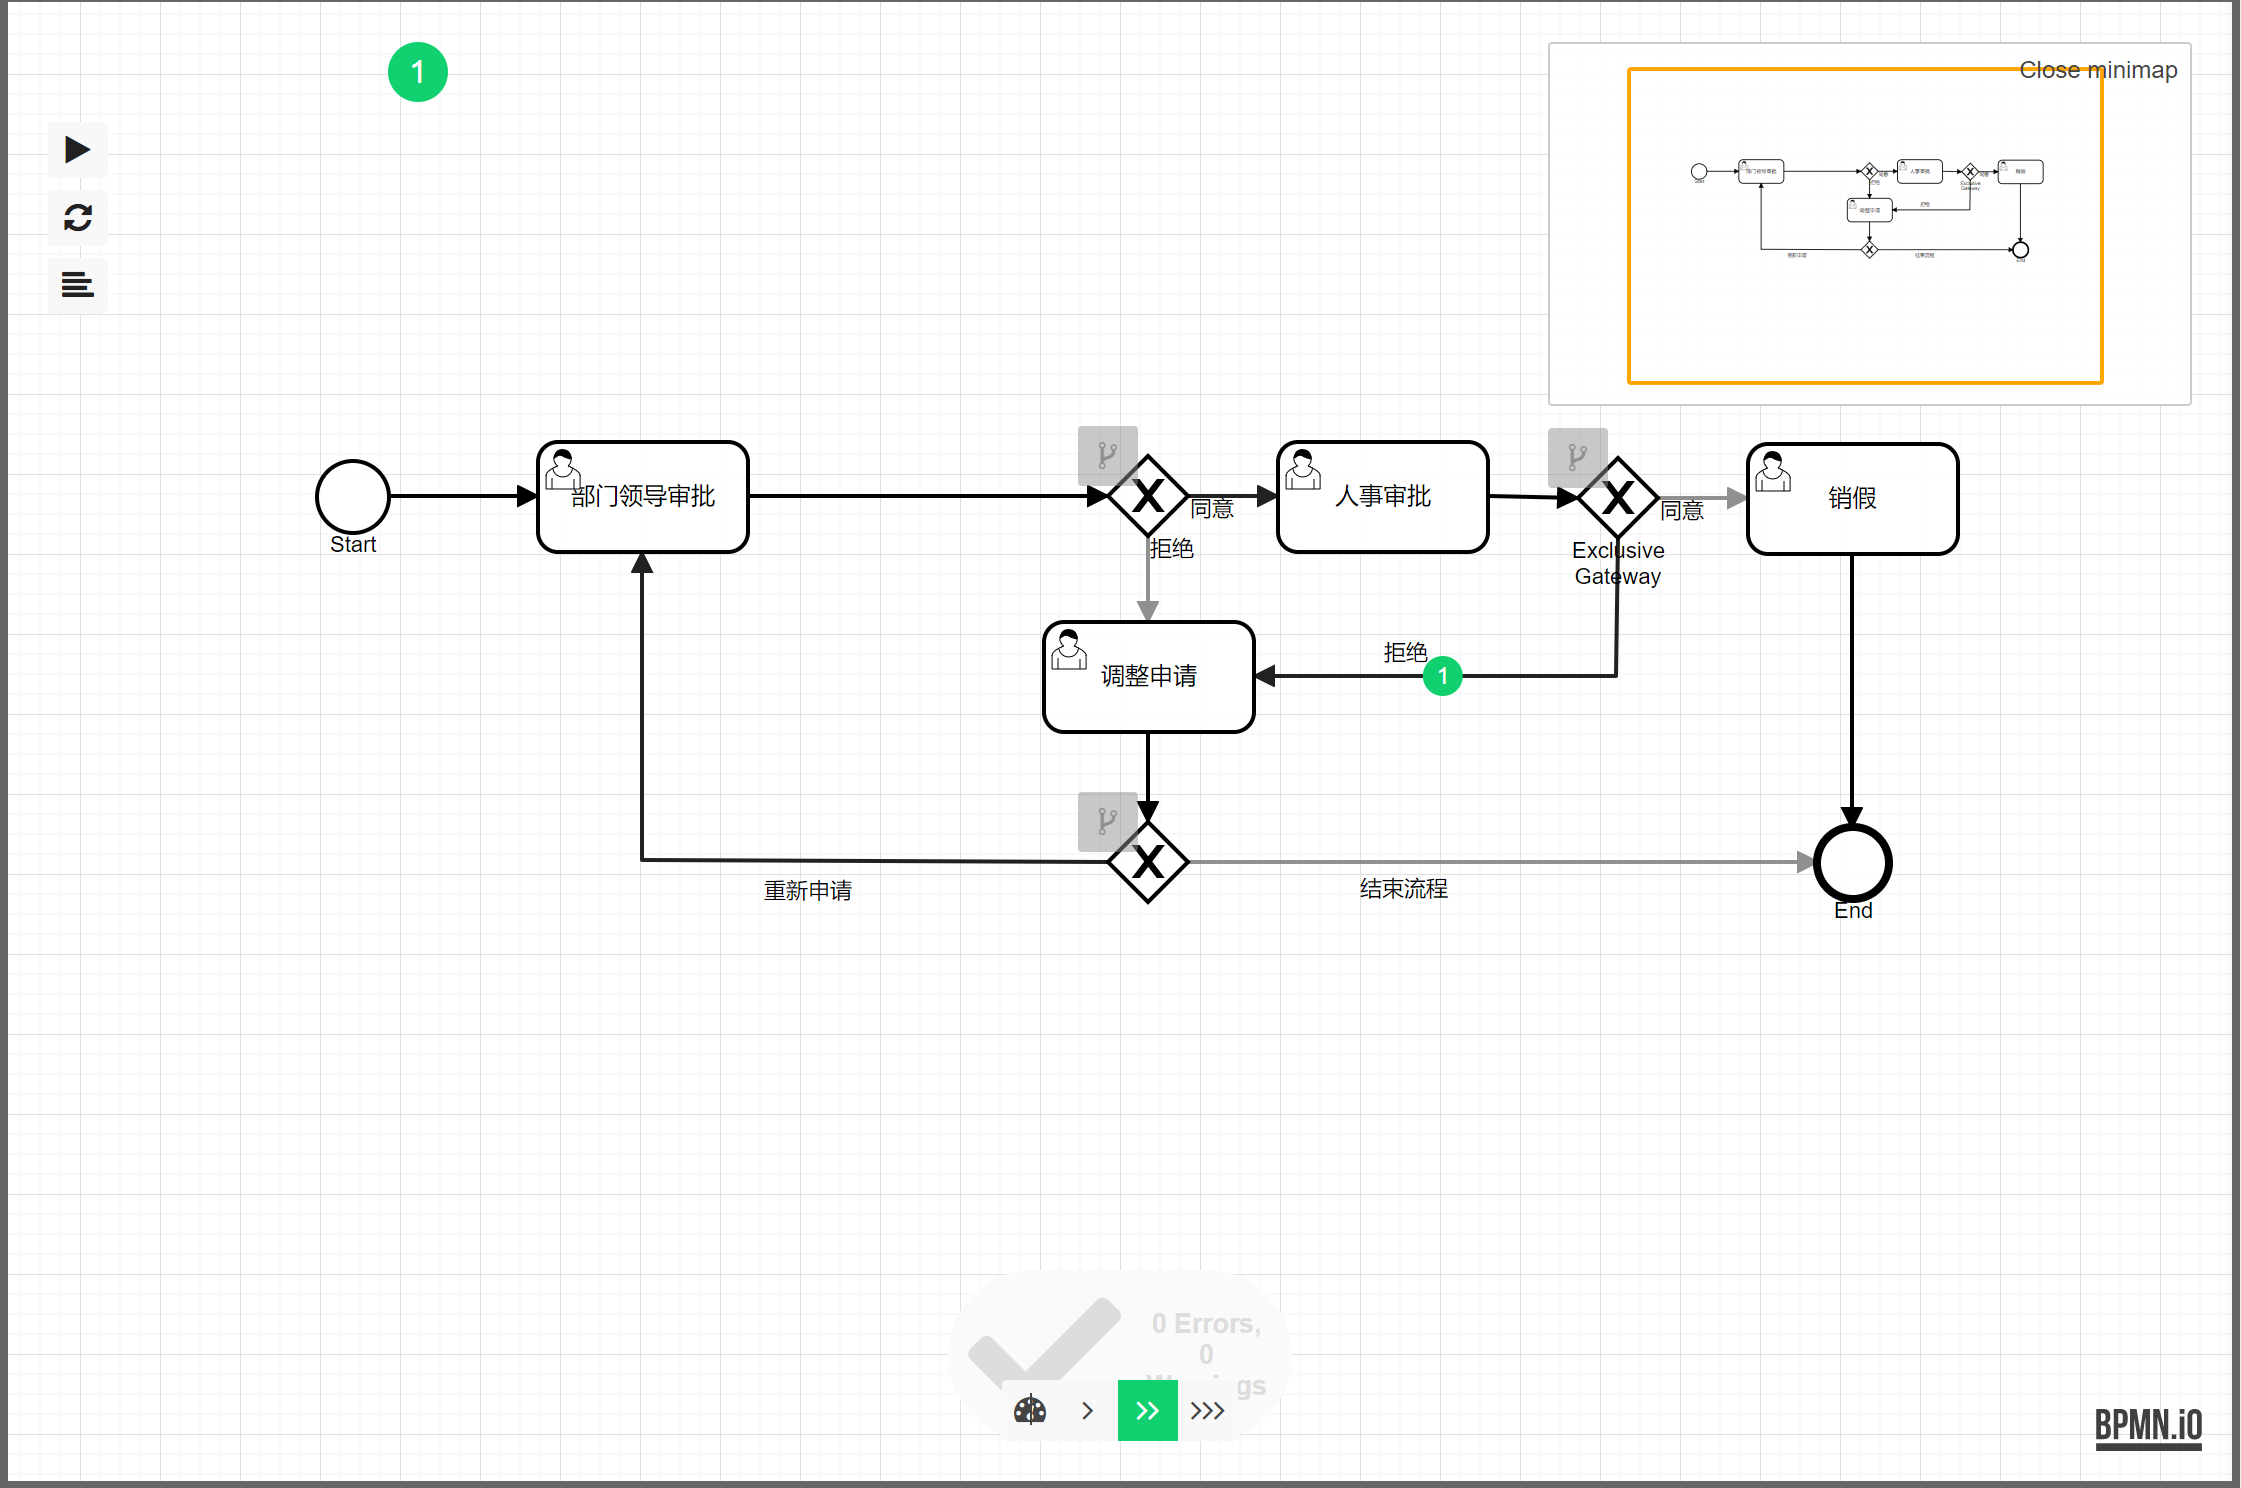 1
Close minimap
部门领导审批
同意
人事审批
同意
销假
Start
拒绝
Exclusive
Gateway
调整申请
拒绝
1
重新申请
结束流程
End
0 Errors,
0
BPMN.iO